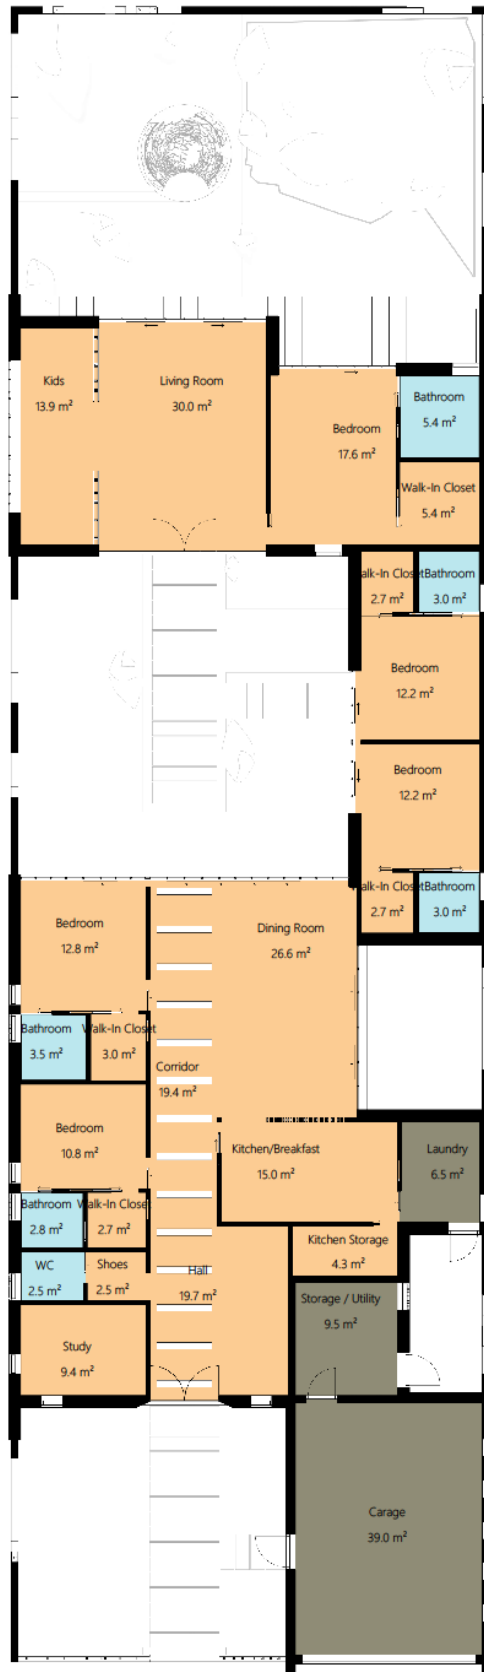 Kids
13.9 m²
Living Room
30.0 m²
Bedroom
17.6 m²
Bathroom
5.4 m²
Walk-In Closet
5.4 m²
alk-In Closet
2.7 m²
Bathroom
3.0 m²
Bedroom
12.2 m²
Bedroom
12.2 m²
alk-In Closet
2.7 m²
Bathroom
3.0 m²
Bedroom
12.8 m²
Dining Room
26.6 m²
Bathroom
3.5 m²
Walk-In Closet
3.0 m²
Corridor
19.4 m²
Bedroom
10.8 m²
Kitchen/Breakfast
15.0 m²
Laundry
6.5 m²
Bathroom
2.8 m²
Walk-In Closet
2.7 m²
Kitchen Storage
4.3 m²
WC
2.5 m²
Shoes
2.5 m²
Hall
19.7 m²
Storage / Utility
9.5 m²
Study
9.4 m²
Carage
39.0 m²